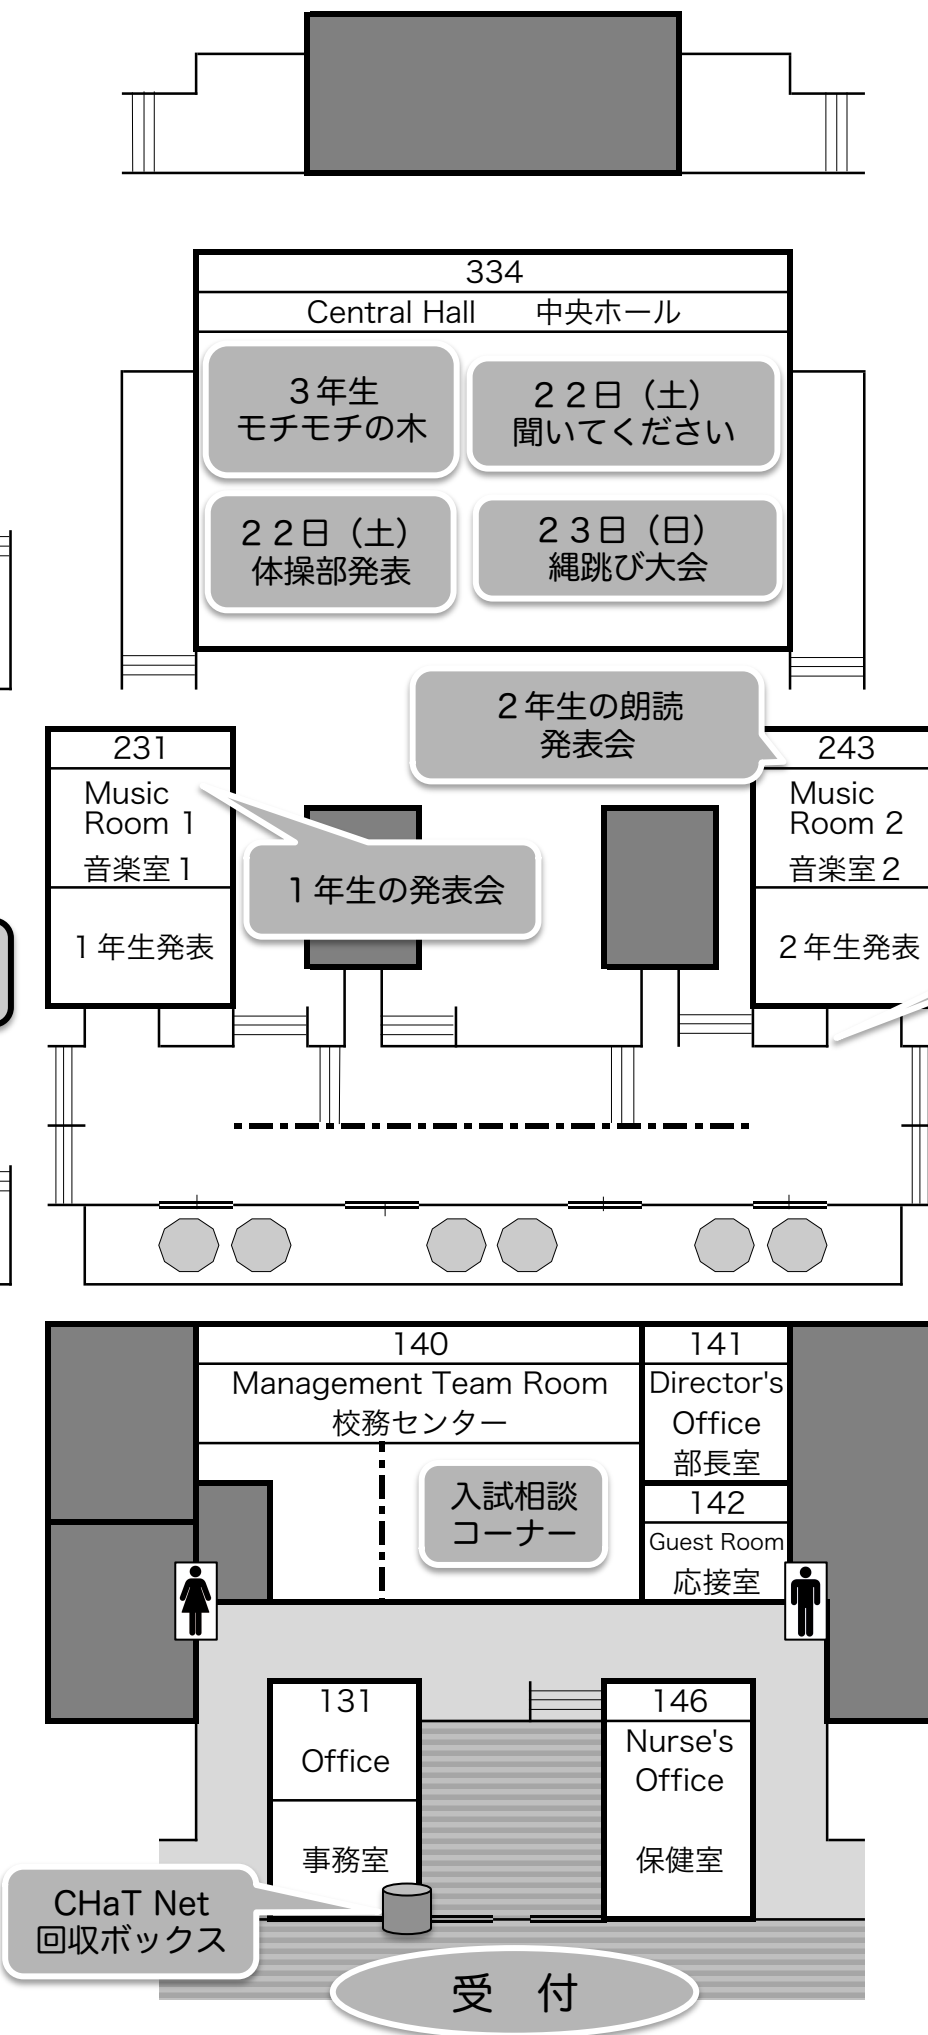 334
Central Hall　中央ホール
３年生
モチモチの木
２２日（土）
聞いてください
２２日（土）
体操部発表
２３日（日）
縄跳び大会
２年生の朗読
発表会
231
Music
Room 1
音楽室１
１年生発表
１年生の発表会
243
Music
Room 2
音楽室２
２年生発表
140
Management Team Room
校務センター
入試相談
コーナー
141
Director's
Office
部長室
142
Guest Room
応接室
131
Office
事務室
146
Nurse's
Office
保健室
CHaT Net
回収ボックス
受　付